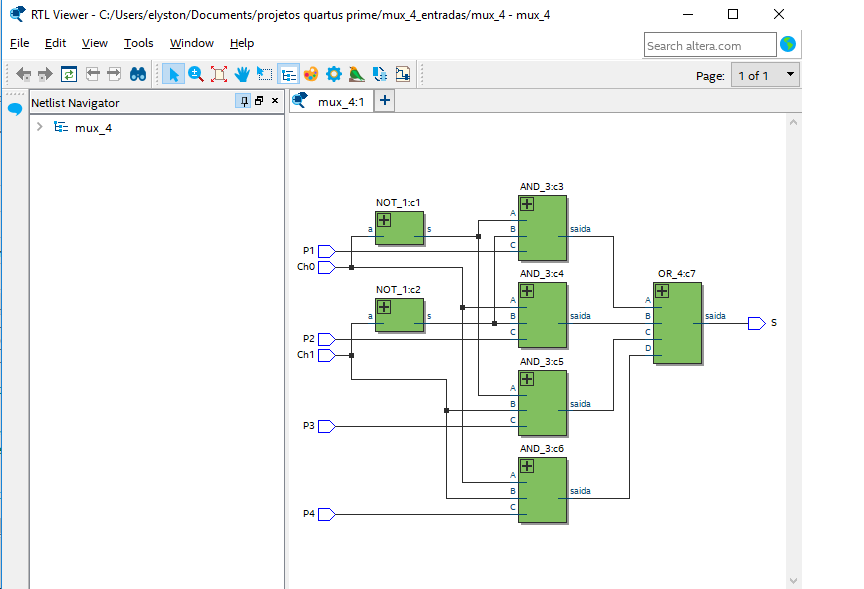 RTL Viewer - C:/Users/elyston/Documents/projetos quartus prime/mux_4_entradas/mux_4 - mux_4
File Edit View Tools Window Help
Search altera.com
Page: 1 of 1
Netlist Navigator
mux_4:1
mux_4
AND_3:c3
NOT_1:c1
A
a s B saida
P1 C
Ch0
AND_3:c4 OR_4:c7
NOT_1:c2
A A
a s B saida B saida S
P2 C C
Ch1 D
AND_3:c5
A
B saida
P3 C
AND_3:c6
A
B saida
P4 C